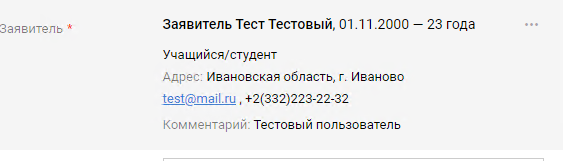 Заявитель *
Заявитель Тест Тестовый, 01.11.2000 — 23 года
Учащийся/студент
Адрес: Ивановская область, г. Иваново
test@mail.ru , +2(332)223-22-32
Комментарий: Тестовый пользователь